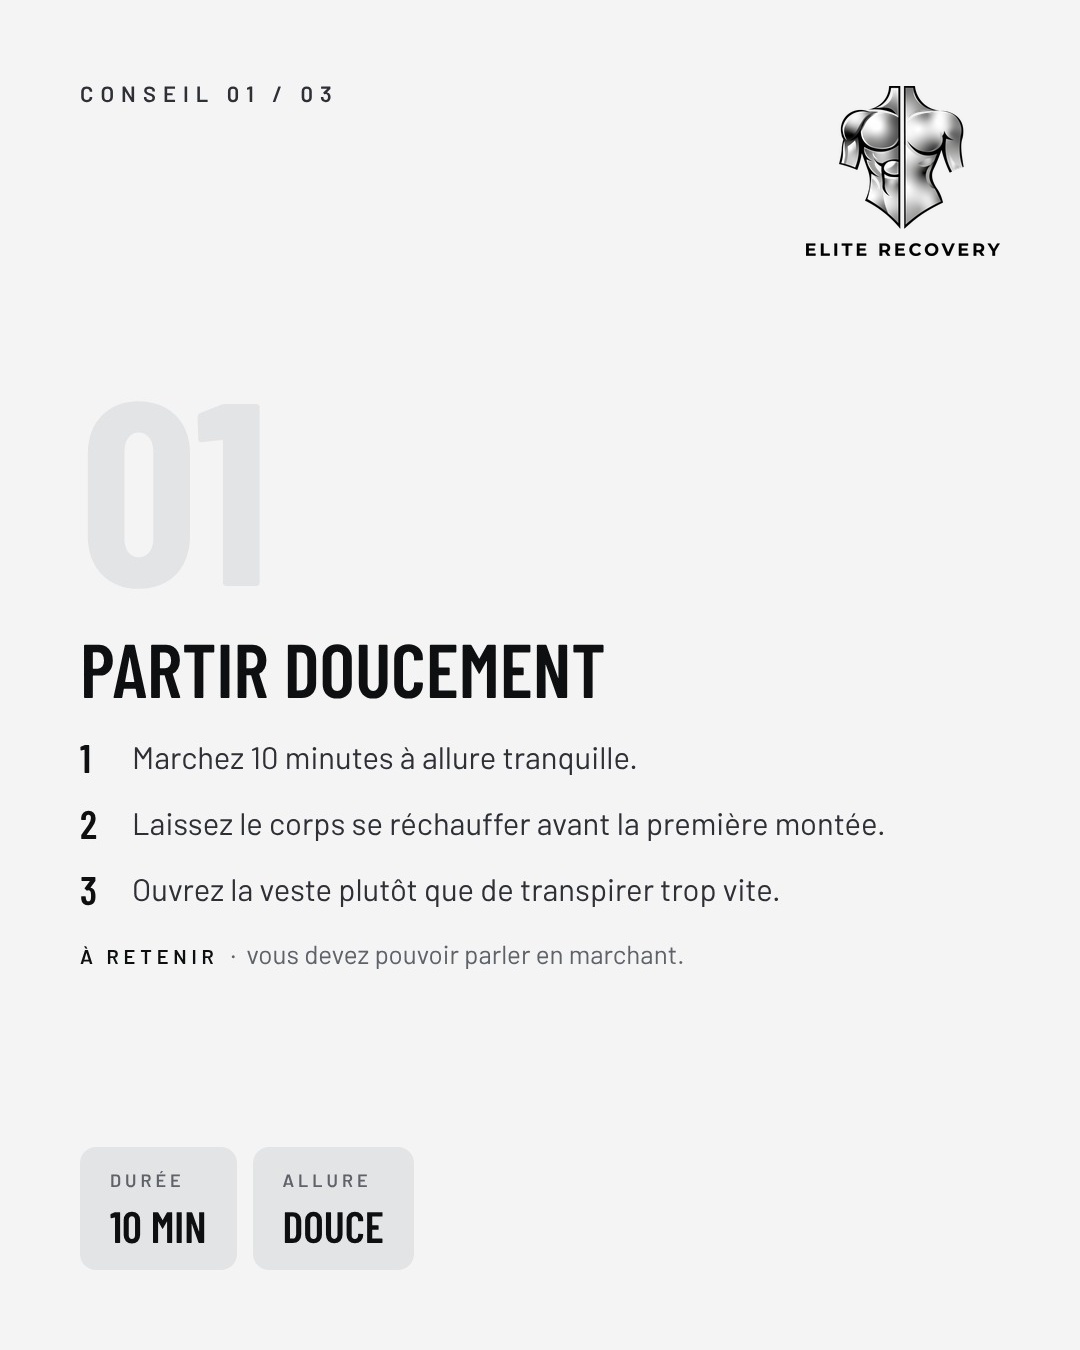 CONSEIL 01 / 03
ELITE RECOVERY
01
PARTIR DOUCEMENT
1 Marchez 10 minutes à allure tranquille.
2 Laissez le corps se réchauffer avant la première montée.
3 Ouvrez la veste plutôt que de transpirer trop vite.
À RETENIR · vous devez pouvoir parler en marchant.
DURÉE
10 MIN
ALLURE
DOUCE